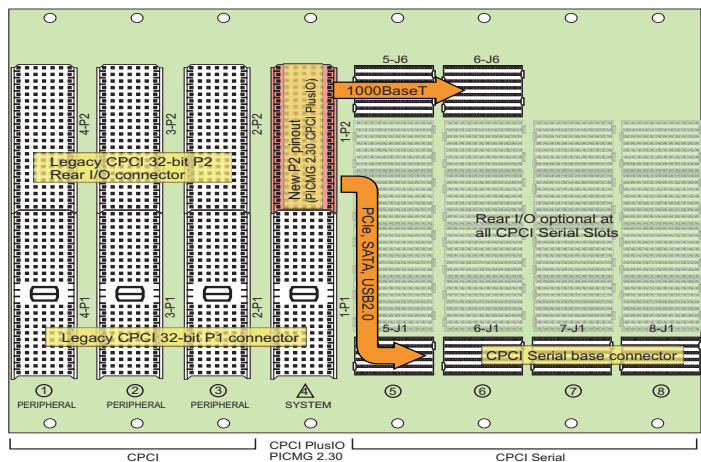 5-J6
6-J6
1000BaseT
4-P2
3-P2
2-P2
New P2 pinout
(PICMG 2.30 CPCI PlusIO)
1-P2
Legacy CPCI 32-bit P2
Rear I/O connector
PCIe, SATA, USB2.0
Rear I/O optional at
all CPCI Serial Slots
4-P1
3-P1
2-P1
1-P1
5-J1
6-J1
7-J1
8-J1
Legacy CPCI 32-bit P1 connector
CPCI Serial base connector
1
2
3
4
5
6
7
8
PERIPHERAL
PERIPHERAL
PERIPHERAL
SYSTEM
CPCI
CPCI PlusIO
PICMG 2.30
CPCI Serial